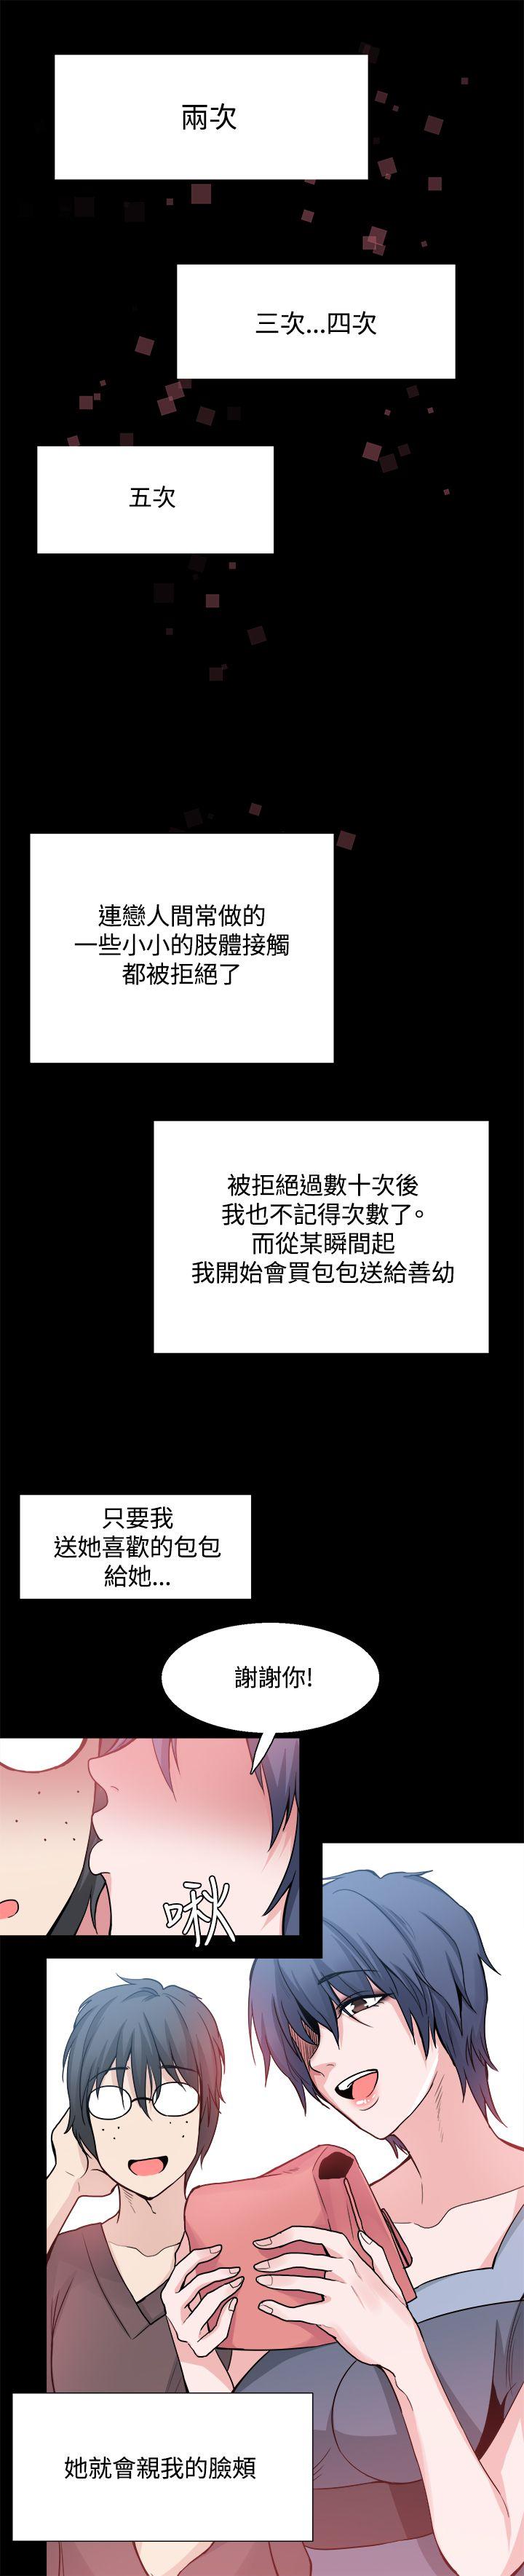 兩次
三次...四次
五次
連戀人間常做的
一些小小的肢體接觸
都被拒絕了
被拒絕過數十次後
我也不記得次數了。
而從某瞬間起
我開始會買包包送給善幼
只要我
送她喜歡的包包
給她...
謝謝你!
啾
她就會親我的臉頰